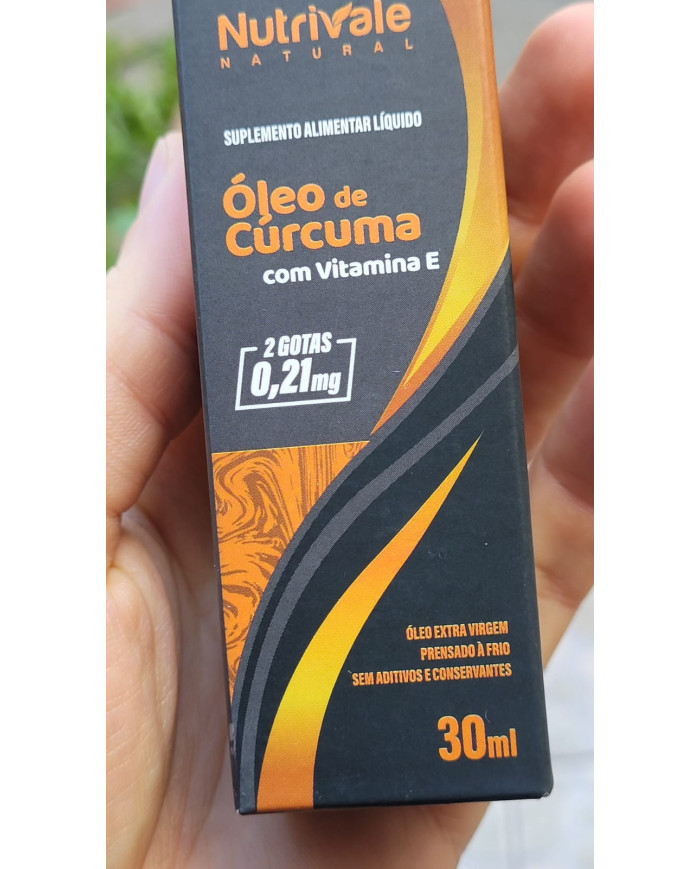 Nutrivale
NATURAL
SUPLEMENTO ALIMENTAR LÍQUIDO
Óleo de
Cúrcuma
com Vitamina E
2 GOTAS
0,21mg
ÓLEO EXTRA VIRGEM
PRENSADO À FRIO
SEM ADITIVOS E CONSERVANTES
30ml